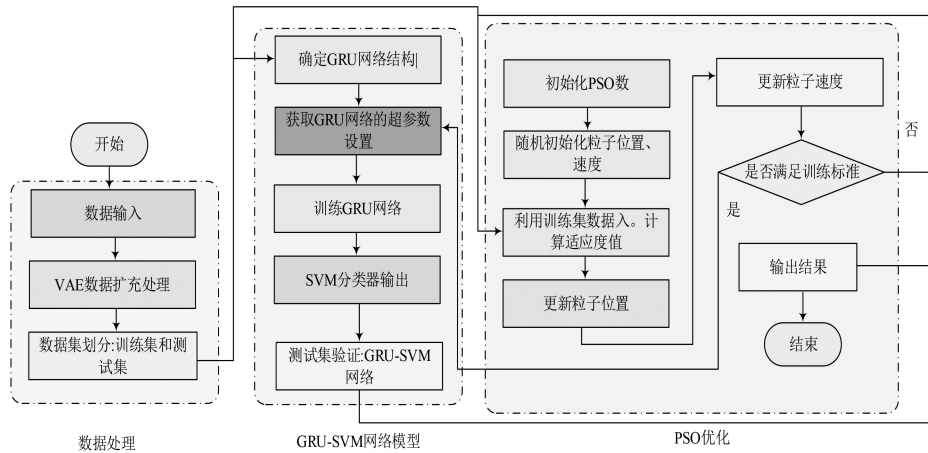 开始
数据输入
VAE数据扩充处理
数据集划分:训练集和测
试集
数据处理
确定GRU网络结构|
获取GRU网络的超参数
设置
训练GRU网络
SVM分类器输出
测试集验证:GRU-SVM
网络
GRU-SVM网络模型
初始化PSO数
随机初始化粒子位置、
速度
利用训练集数据入。计
算适应度值
更新粒子位置
更新粒子速度
是否满足训练标准
否
是
输出结果
结束
PSO优化